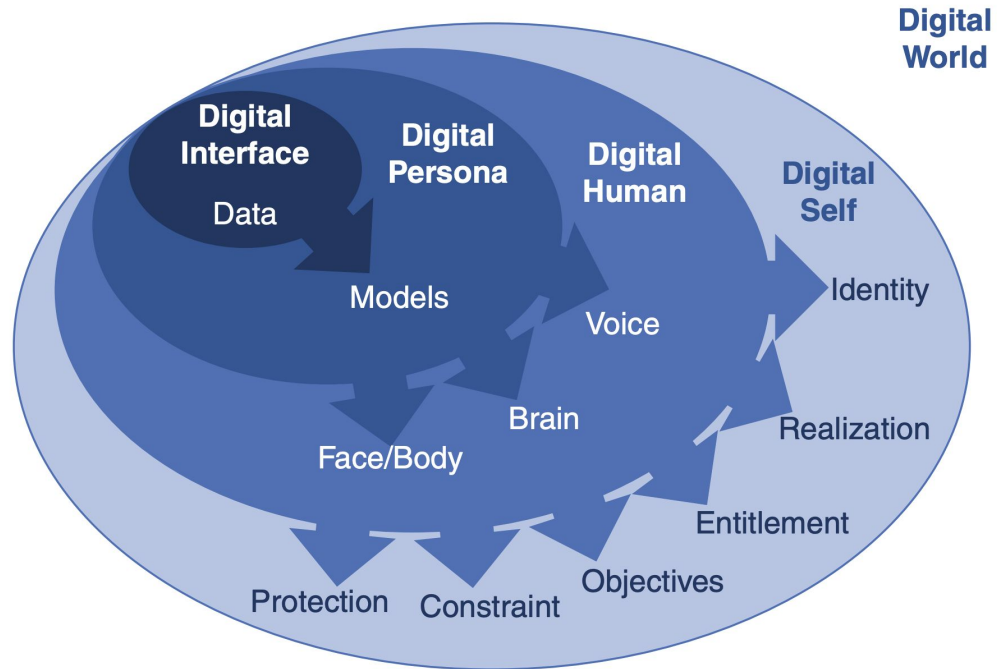 Digital
World
Digital
Interface
Data
Digital
Persona
Models
Digital
Human
Voice
Brain
Face/Body
Digital
Self
Identity
Realization
Entitlement
Objectives
Constraint
Protection